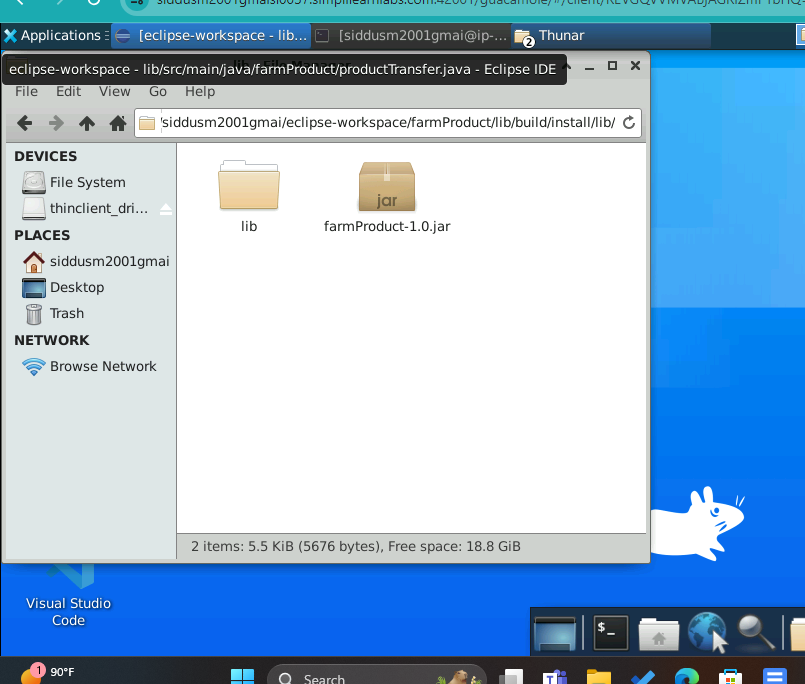 Applications
[eclipse-workspace - lib...
[siddusm2001gmai@ip-...
2
Thunar
eclipse-workspace - lib/src/main/java/farmProduct/productTransfer.java - Eclipse IDE
File Edit View Go Help
siddusm2001gmai/eclipse-workspace/farmProduct/lib/build/install/lib/
DEVICES
File System
thinclient_dri...
PLACES
siddusm2001gmai
Desktop
Trash
NETWORK
Browse Network
lib
jar
farmProduct-1.0.jar
2 items: 5.5 KiB (5676 bytes), Free space: 18.8 GiB
Visual Studio
Code
$_
1
90°F
Search